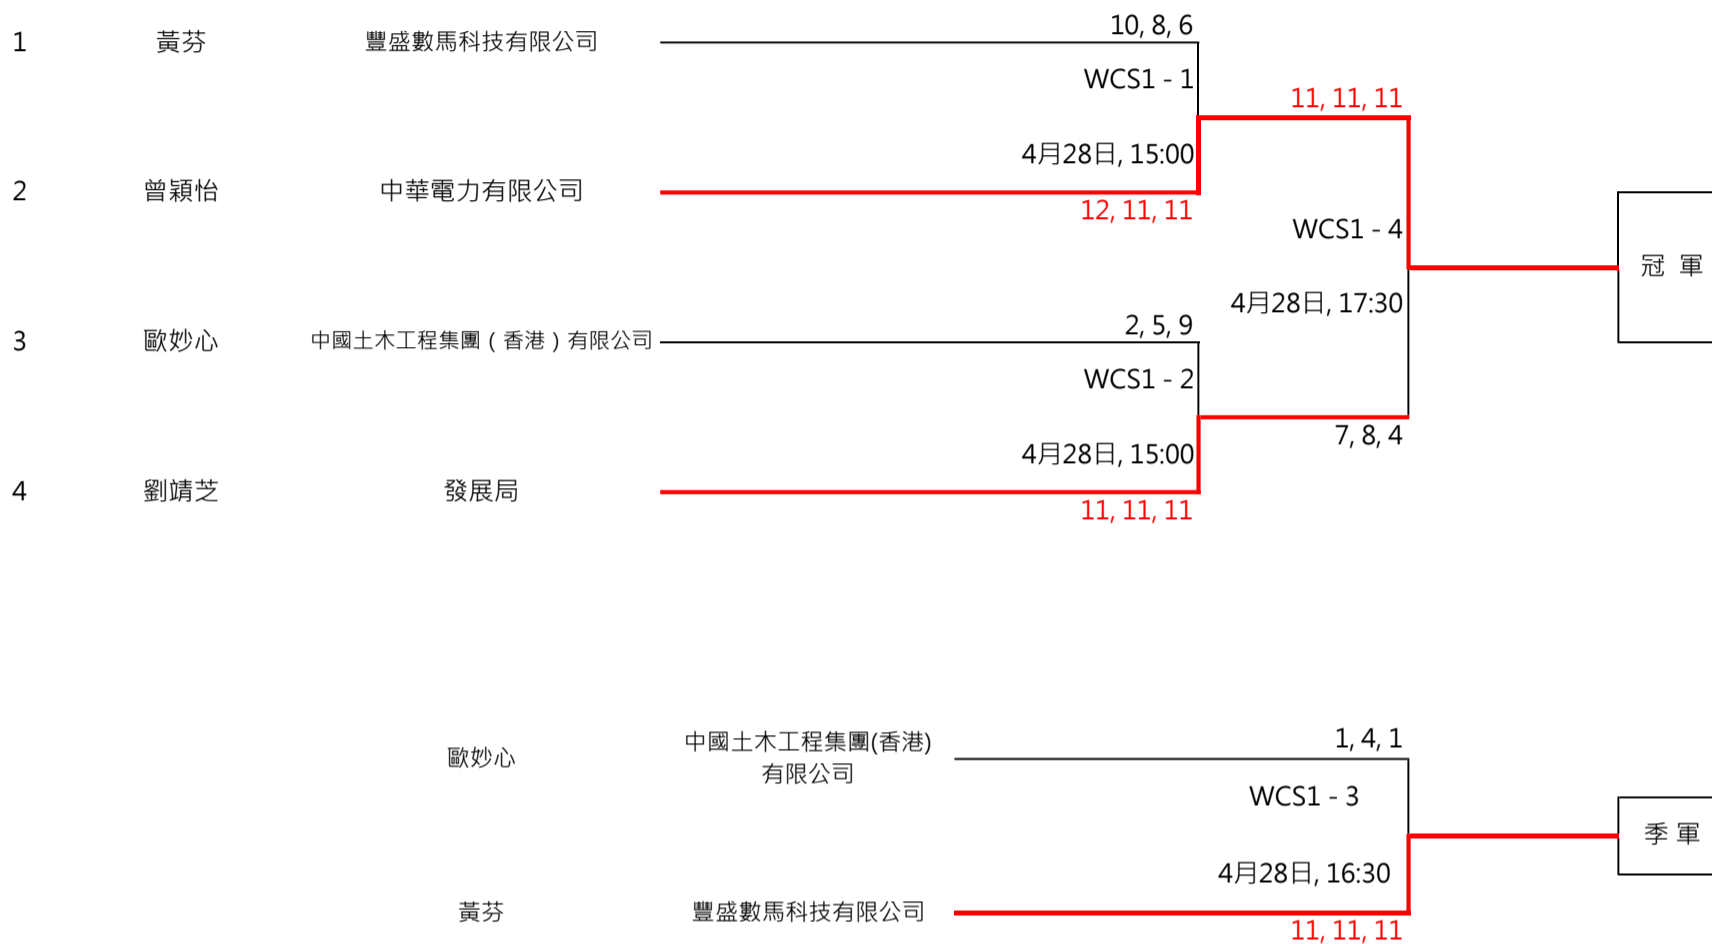 10, 8, 6
1 黃芬 豐盛數馬科技有限公司
WCS1 - 1
11, 11, 11
4月28日, 15:00
2 曾穎怡 中華電力有限公司
12, 11, 11
WCS1 - 4
冠 軍
4月28日, 17:30
2, 5, 9
3 歐妙心 中國土木工程集團（香港）有限公司
WCS1 - 2
7, 8, 4
4月28日, 15:00
4 劉靖芝 發展局
11, 11, 11
1, 4, 1
歐妙心 中國土木工程集團(香港)
有限公司
WCS1 - 3
季 軍
4月28日, 16:30
黃芬 豐盛數馬科技有限公司
11, 11, 11